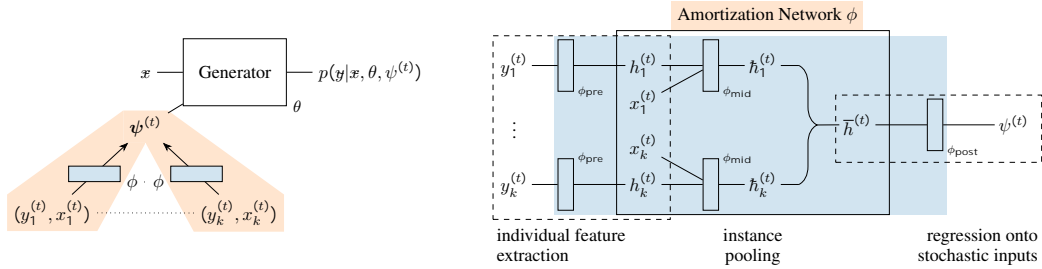 Amortization Network ϕ
Generator
x
p(y|x, θ, ψ^(t))
θ
ψ^(t)
ϕ · ϕ
(y_1^(t), x_1^(t)) (y_k^(t), x_k^(t))
y_1^(t) ϕ_pre h_1^(t) ϕ_mid ħ_1^(t)
x_1^(t)
⋮
h̅^(t) ϕ_post ψ^(t)
x_k^(t)
y_k^(t) ϕ_pre h_k^(t) ϕ_mid ħ_k^(t)
individual feature
extraction
instance
pooling
regression onto
stochastic inputs